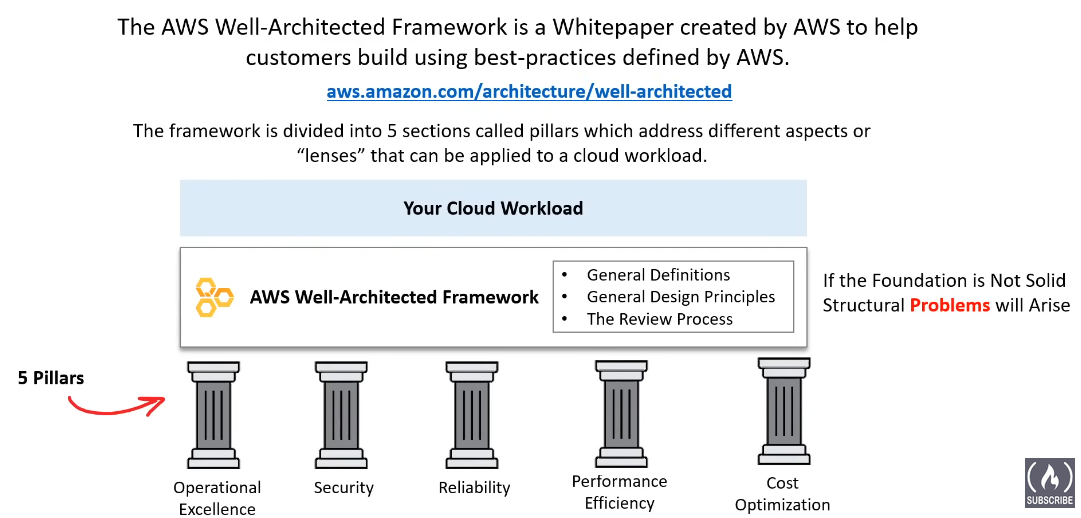 The AWS Well-Architected Framework is a Whitepaper created by AWS to help
customers build using best-practices defined by AWS.
aws.amazon.com/architecture/well-architected
The framework is divided into 5 sections called pillars which address different aspects or
“lenses” that can be applied to a cloud workload.
Your Cloud Workload
AWS Well-Architected Framework
• General Definitions
• General Design Principles
• The Review Process
If the Foundation is Not Solid
Structural Problems will Arise
5 Pillars
Operational
Excellence
Security
Reliability
Performance
Efficiency
Cost
Optimization
SUBSCRIBE